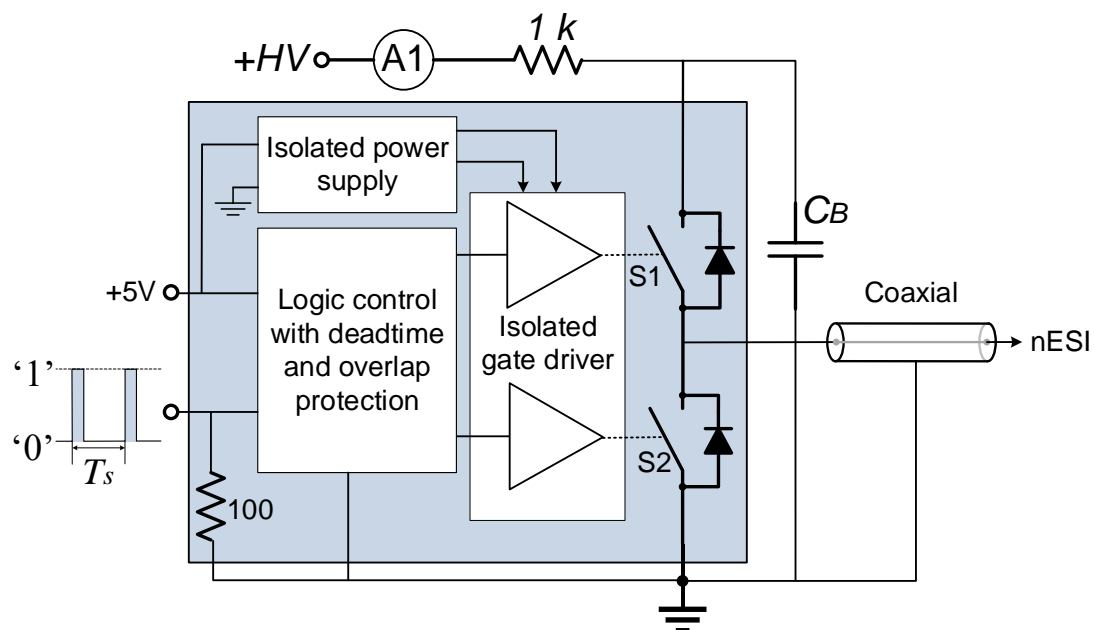 1 k
+HV
A1
Isolated power
supply
CB
S1
+5V
Logic control
with deadtime
and overlap
protection
Isolated
gate driver
Coaxial
nESI
‘1’
‘0’
Ts
S2
100